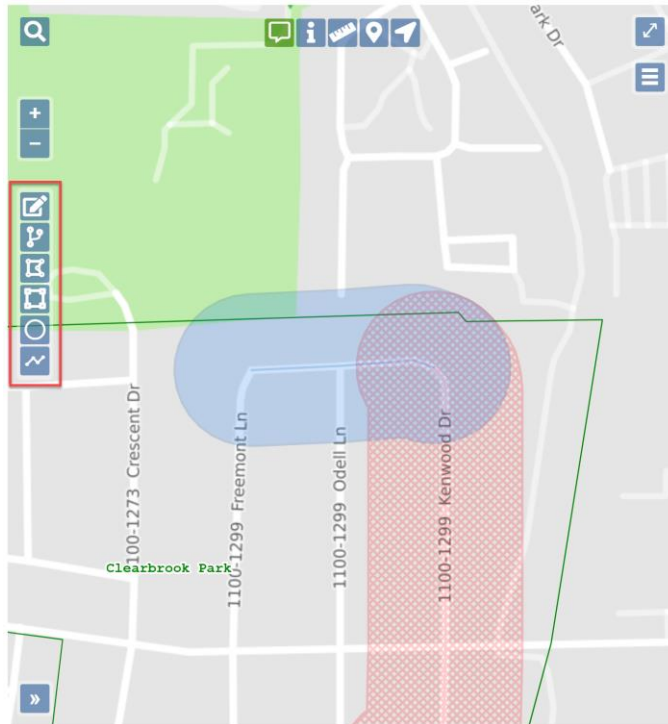 ark Dr
+
−
100-1273 Crescent Dr
1100-1299 Freemont Ln
1100-1299 Odell Ln
1100-1299 Kenwood Dr
Clearbrook Park
»